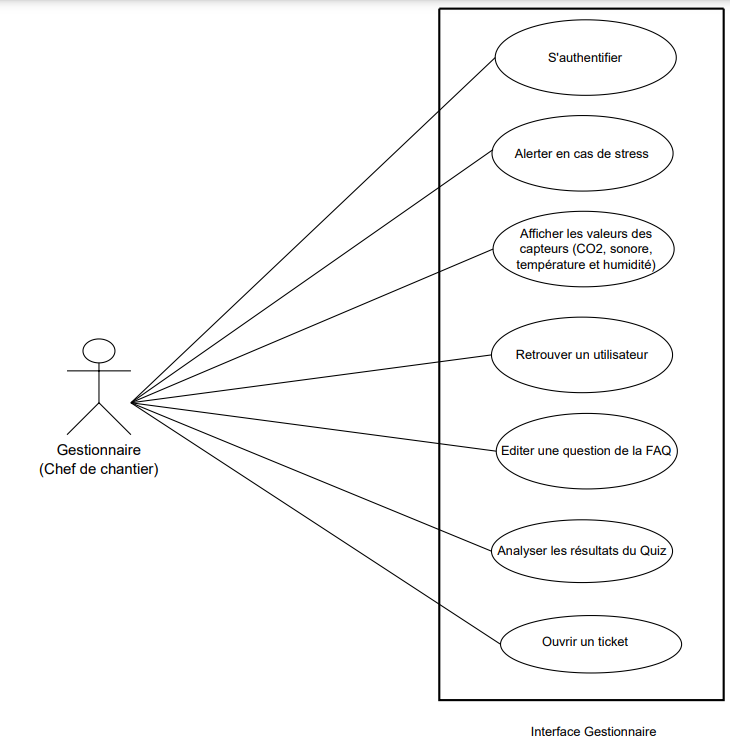 S'authentifier
Alerter en cas de stress
Afficher les valeurs des
capteurs (CO2, sonore,
température et humidité)
Retrouver un utilisateur
Editer une question de la FAQ
Analyser les résultats du Quiz
Ouvrir un ticket
Gestionnaire
(Chef de chantier)
Interface Gestionnaire